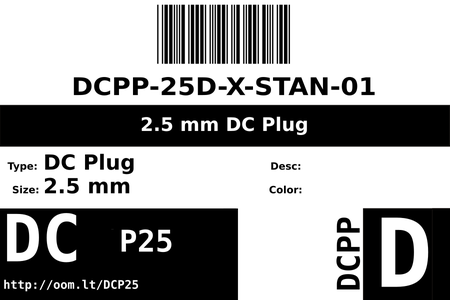 DCPP-25D-X-STAN-01
2.5 mm DC Plug
Type: DC Plug
Desc:
Size: 2.5 mm
Color:
DC P25
http://oom.lt/DCP25
DCPP
D